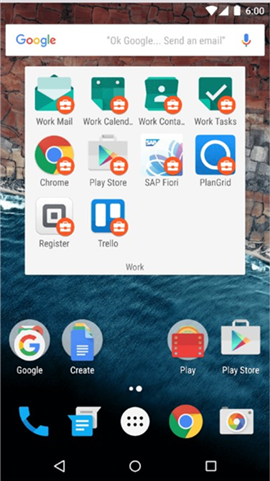 6:00
Google "Ok Google... Send an email"
Work Mail Work Calend.. Work Conta.. Work Tasks
SAP
Chrome Play Store SAP Fiori PlanGrid
Register Trello
Work
Google Create Play Play Store